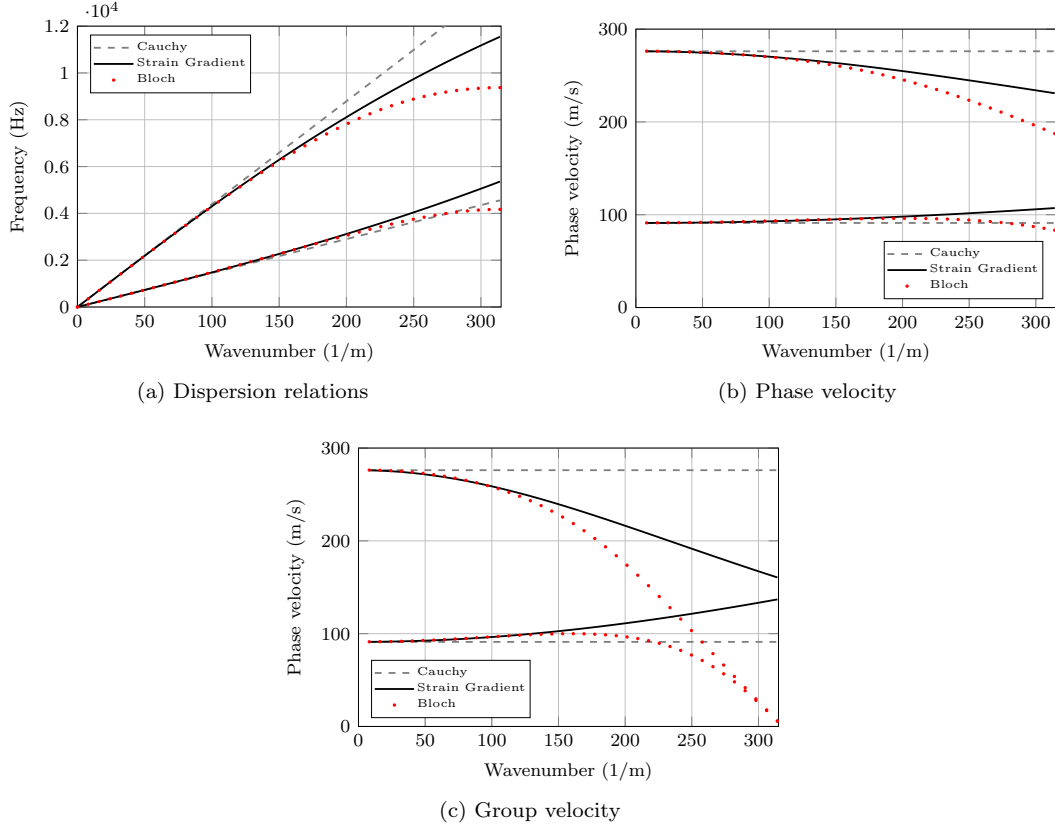 ·10⁴
1.2
1
0.8
0.6
0.4
0.2
0
0 50 100 150 200 250 300
Frequency (Hz)
Wavenumber (1/m)
Cauchy
Strain Gradient
Bloch
(a) Dispersion relations
300
200
100
0
0 50 100 150 200 250 300
Phase velocity (m/s)
Wavenumber (1/m)
Cauchy
Strain Gradient
Bloch
(b) Phase velocity
300
200
100
0
0 50 100 150 200 250 300
Phase velocity (m/s)
Wavenumber (1/m)
Cauchy
Strain Gradient
Bloch
(c) Group velocity